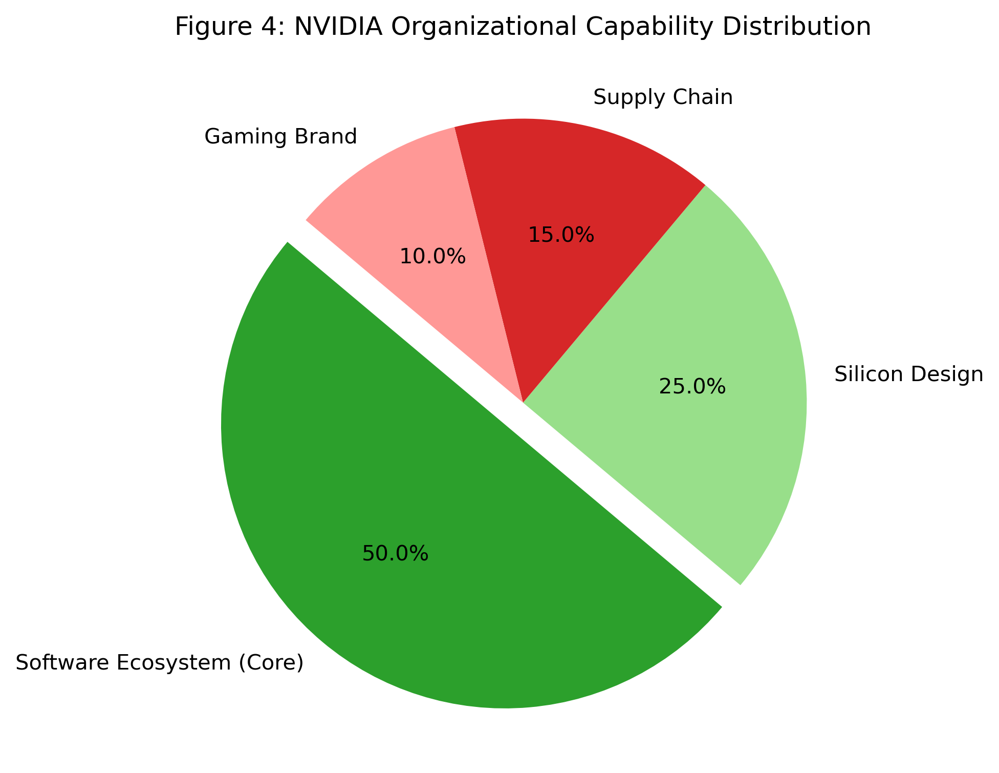 Figure 4: NVIDIA Organizational Capability Distribution
Supply Chain
Gaming Brand
15.0%
10.0%
Silicon Design
25.0%
50.0%
Software Ecosystem (Core)